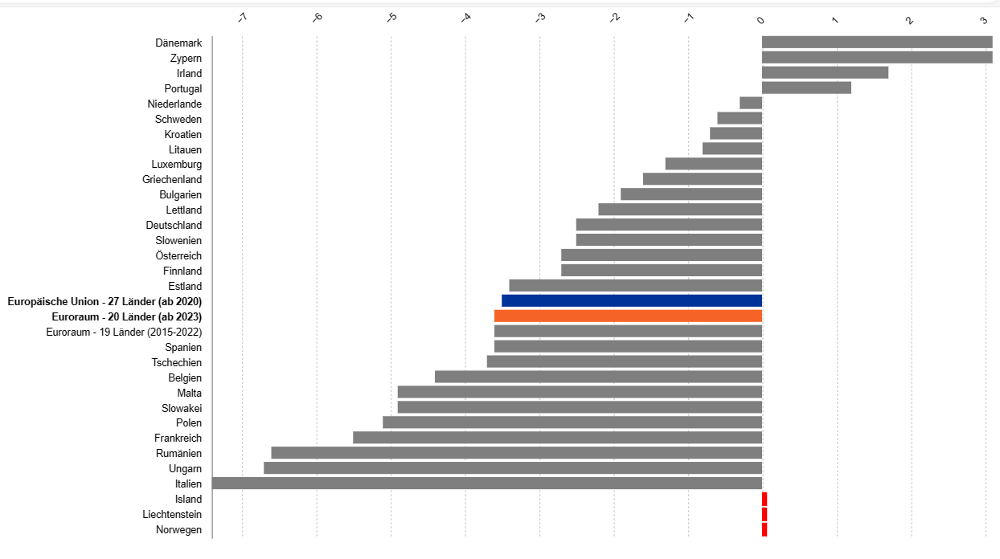 −7 −6 −5 −4 −3 −2 −1 0 1 2 3
Dänemark
Zypern
Irland
Portugal
Niederlande
Schweden
Kroatien
Litauen
Luxemburg
Griechenland
Bulgarien
Lettland
Deutschland
Slowenien
Österreich
Finnland
Estland
Europäische Union - 27 Länder (ab 2020)
Euroraum - 20 Länder (ab 2023)
Euroraum - 19 Länder (2015-2022)
Spanien
Tschechien
Belgien
Malta
Slowakei
Polen
Frankreich
Rumänien
Ungarn
Italien
Island
Liechtenstein
Norwegen